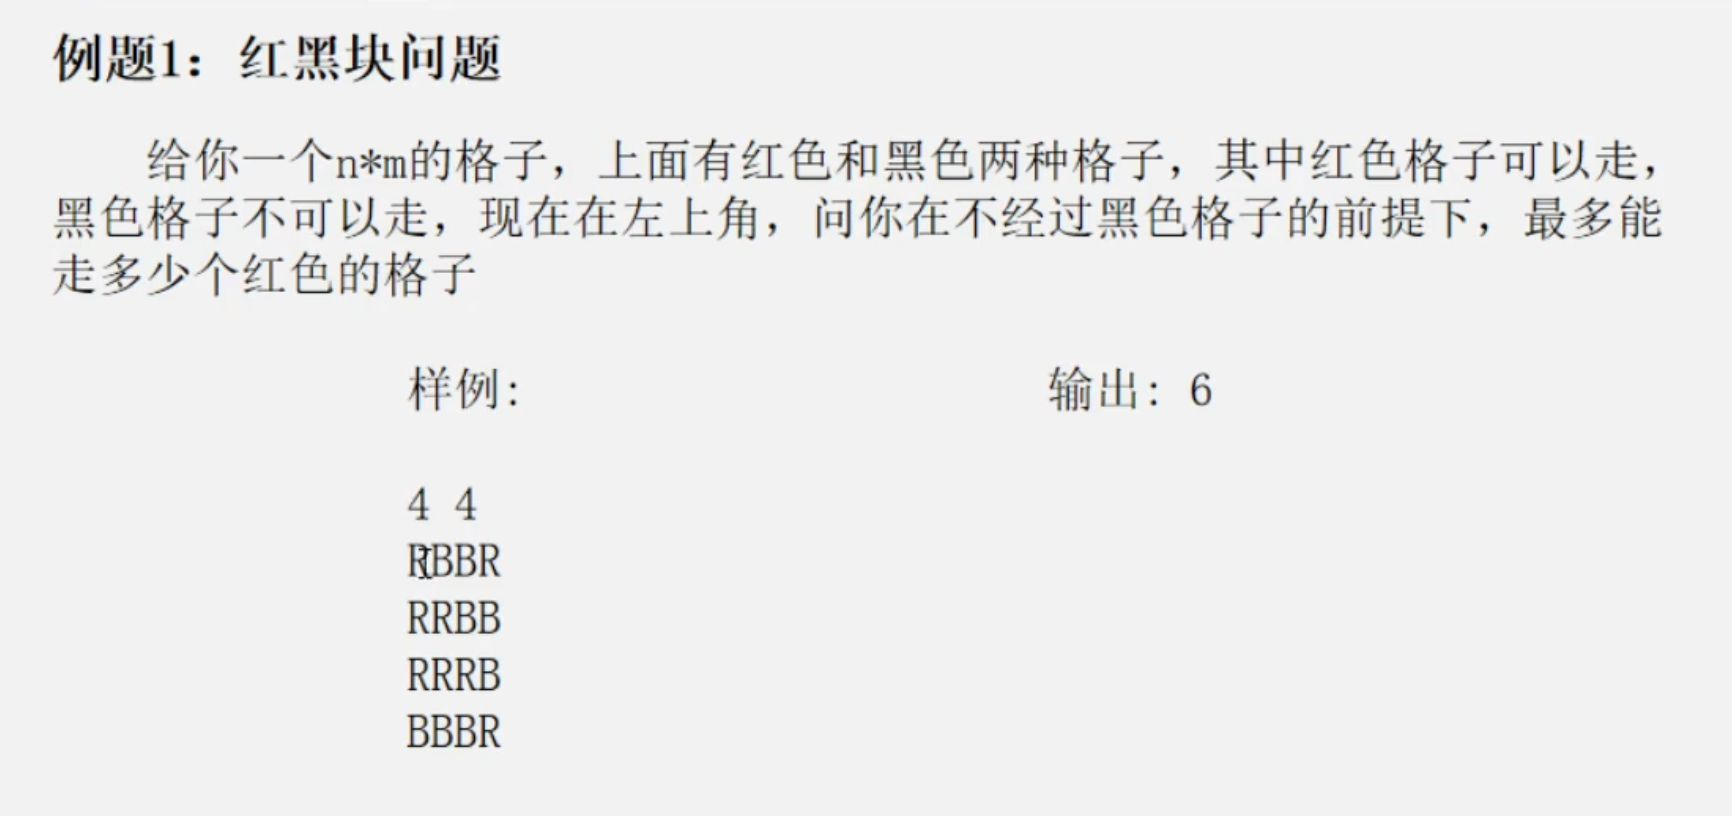 例题1：红黑块问题
给你一个n*m的格子，上面有红色和黑色两种格子，其中红色格子可以走，
黑色格子不可以走，现在在左上角，问你在不经过黑色格子的前提下，最多能
走多少个红色的格子
样例:
输出: 6
4 4
RBBR
RRBB
RRRB
BBBR